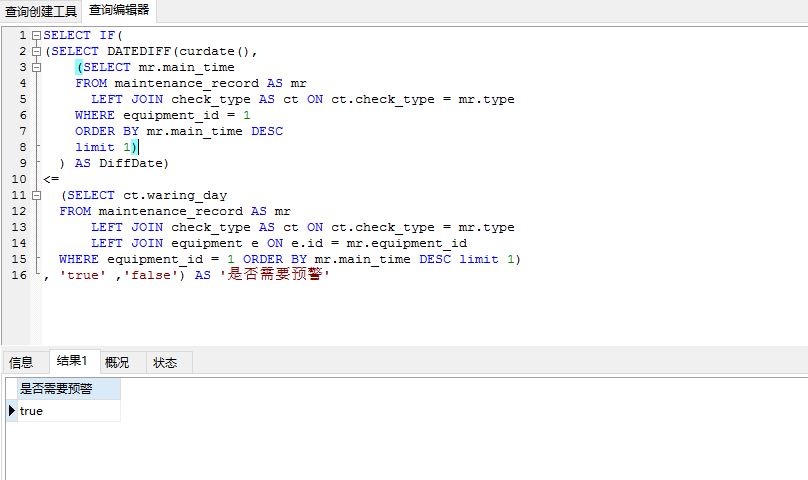 查询创建工具 查询编辑器
1 SELECT IF(
2 (SELECT DATEDIFF(curdate(),
3 (SELECT mr.main_time
4 FROM maintenance_record AS mr
5 LEFT JOIN check_type AS ct ON ct.check_type = mr.type
6 WHERE equipment_id = 1
7 ORDER BY mr.main_time DESC
8 limit 1)
9 ) AS DiffDate)
10 <=
11 (SELECT ct.waring_day
12 FROM maintenance_record AS mr
13 LEFT JOIN check_type AS ct ON ct.check_type = mr.type
14 LEFT JOIN equipment e ON e.id = mr.equipment_id
15 WHERE equipment_id = 1 ORDER BY mr.main_time DESC limit 1)
16 , 'true' ,'false') AS '是否需要预警'
信息 结果1 概况 状态
是否需要预警
true